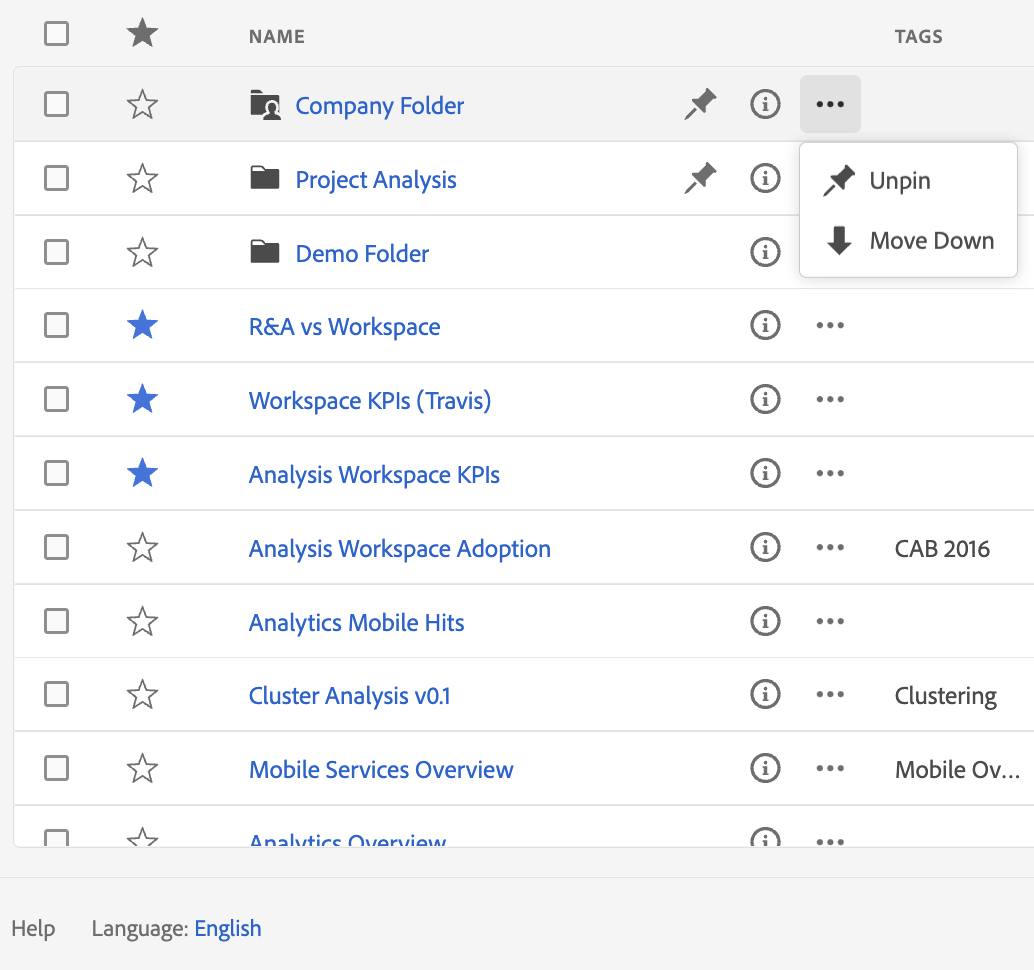 NAME TAGS
Company Folder
Project Analysis
Unpin
Move Down
Demo Folder
R&A vs Workspace
Workspace KPIs (Travis)
Analysis Workspace KPIs
Analysis Workspace Adoption CAB 2016
Analytics Mobile Hits
Cluster Analysis v0.1 Clustering
Mobile Services Overview Mobile Ov...
Analytics Overview
Help Language: English